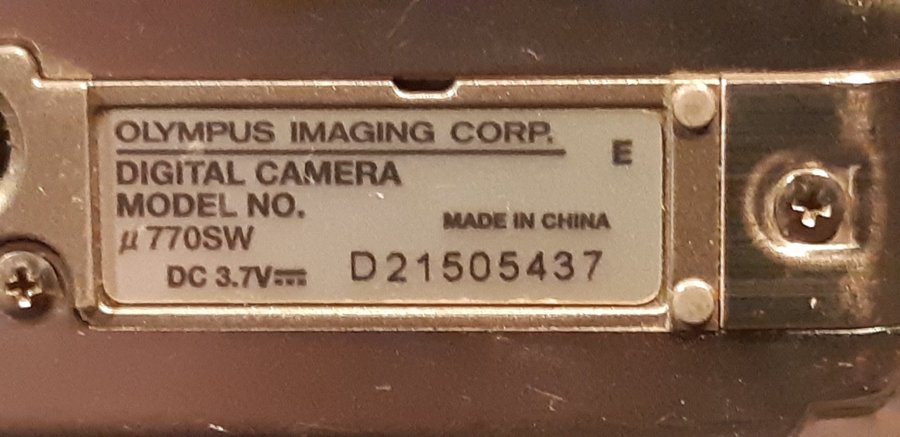 OLYMPUS IMAGING CORP.
E
DIGITAL CAMERA
MODEL NO.
MADE IN CHINA
μ770SW
DC 3.7V⎓ D21505437